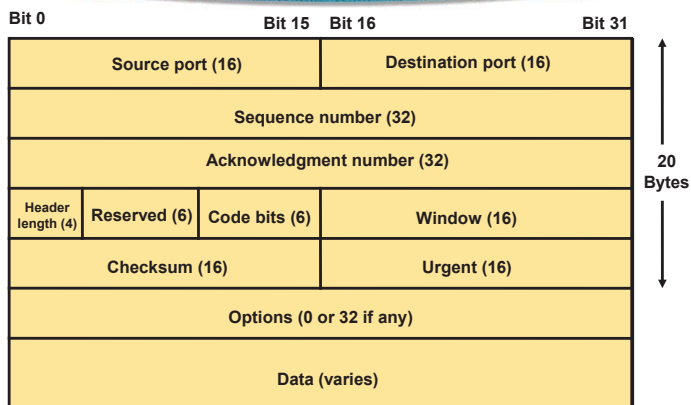 Bit 0 Bit 15 Bit 16 Bit 31
Source port (16) Destination port (16)
Sequence number (32)
Acknowledgment number (32)
20
Bytes
Header
length (4) Reserved (6) Code bits (6) Window (16)
Checksum (16) Urgent (16)
Options (0 or 32 if any)
Data (varies)